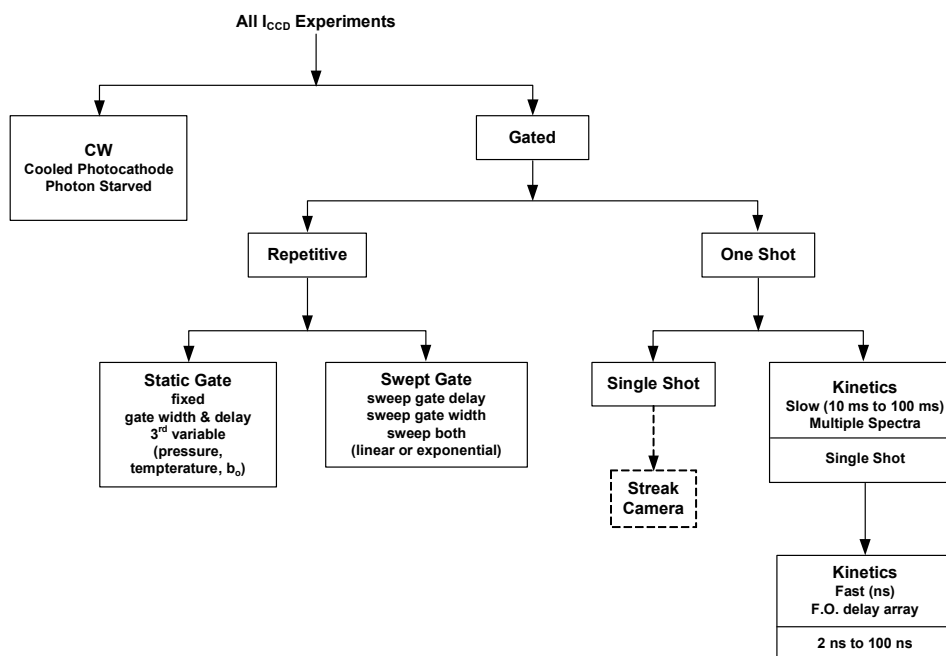 All I_CCD Experiments
CW
Cooled Photocathode
Photon Starved
Gated
Repetitive
One Shot
Static Gate
fixed
gate width & delay
3rd variable
(pressure,
tempterature, b_o)
Swept Gate
sweep gate delay
sweep gate width
sweep both
(linear or exponential)
Single Shot
Streak
Camera
Kinetics
Slow (10 ms to 100 ms)
Multiple Spectra
Single Shot
Kinetics
Fast (ns)
F.O. delay array
2 ns to 100 ns